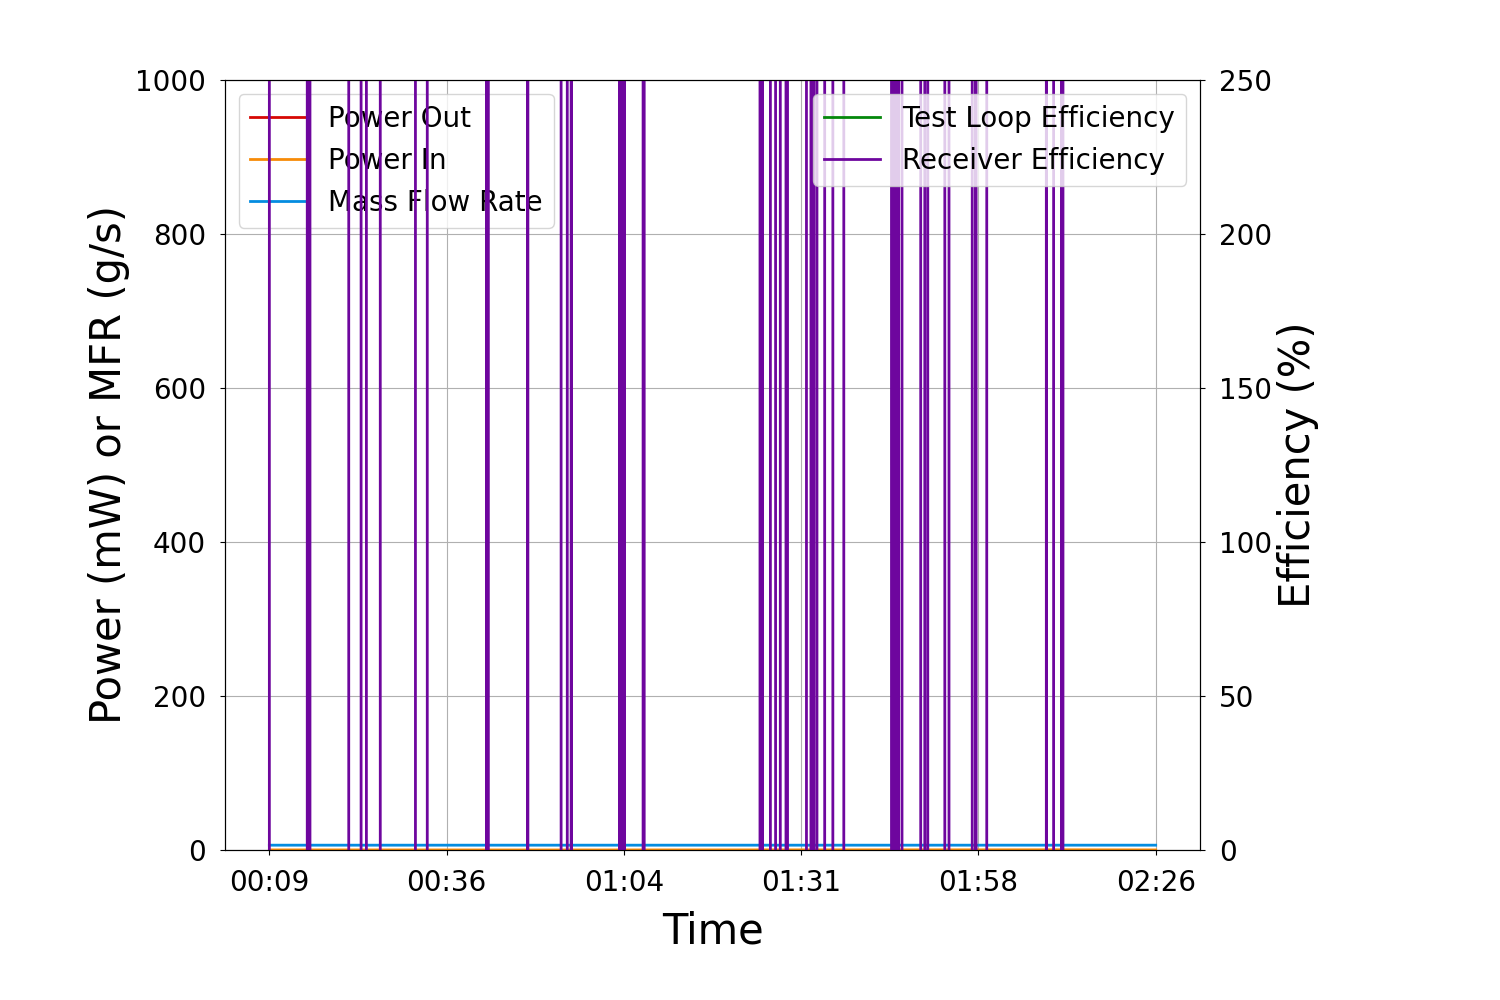 1000
800
600
400
200
0
Power (mW) or MFR (g/s)
Power Out
Power In
Mass Flow Rate
Test Loop Efficiency
Receiver Efficiency
250
200
150
100
50
0
Efficiency (%)
00:09 00:36 01:04 01:31 01:58 02:26
Time